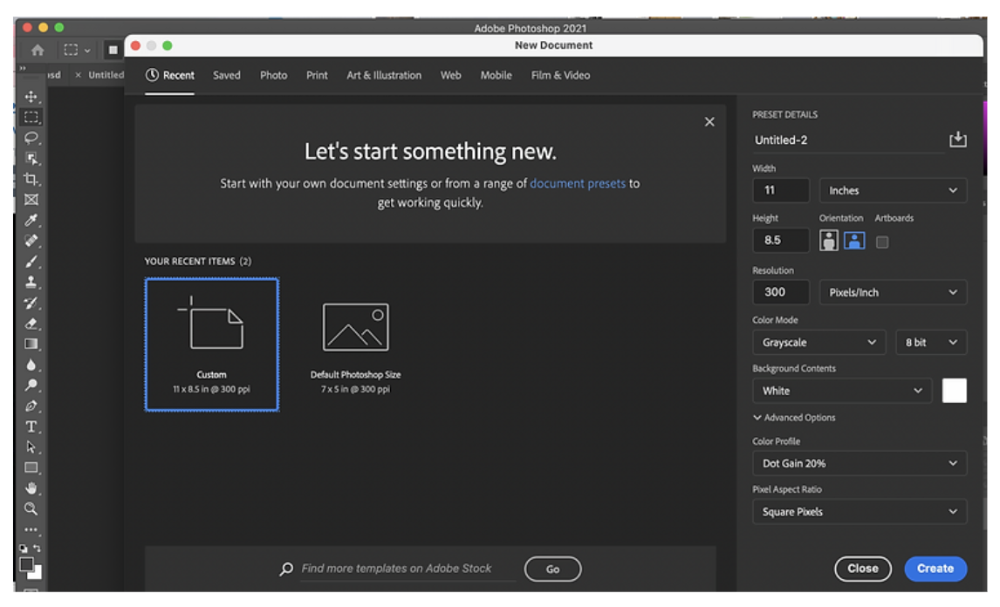 Adobe Photoshop 2021
New Document
sd × Untitled
Recent Saved Photo Print Art & Illustration Web Mobile Film & Video
Let's start something new.
Start with your own document settings or from a range of document presets to
get working quickly.
YOUR RECENT ITEMS (2)
Custom
11 x 8.5 in @ 300 ppi
Default Photoshop Size
7 x 5 in @ 300 ppi
Find more templates on Adobe Stock
Go
PRESET DETAILS
Untitled-2
Width
11 Inches
Height Orientation Artboards
8.5
Resolution
300 Pixels/Inch
Color Mode
Grayscale 8 bit
Background Contents
White
Advanced Options
Color Profile
Dot Gain 20%
Pixel Aspect Ratio
Square Pixels
Close Create